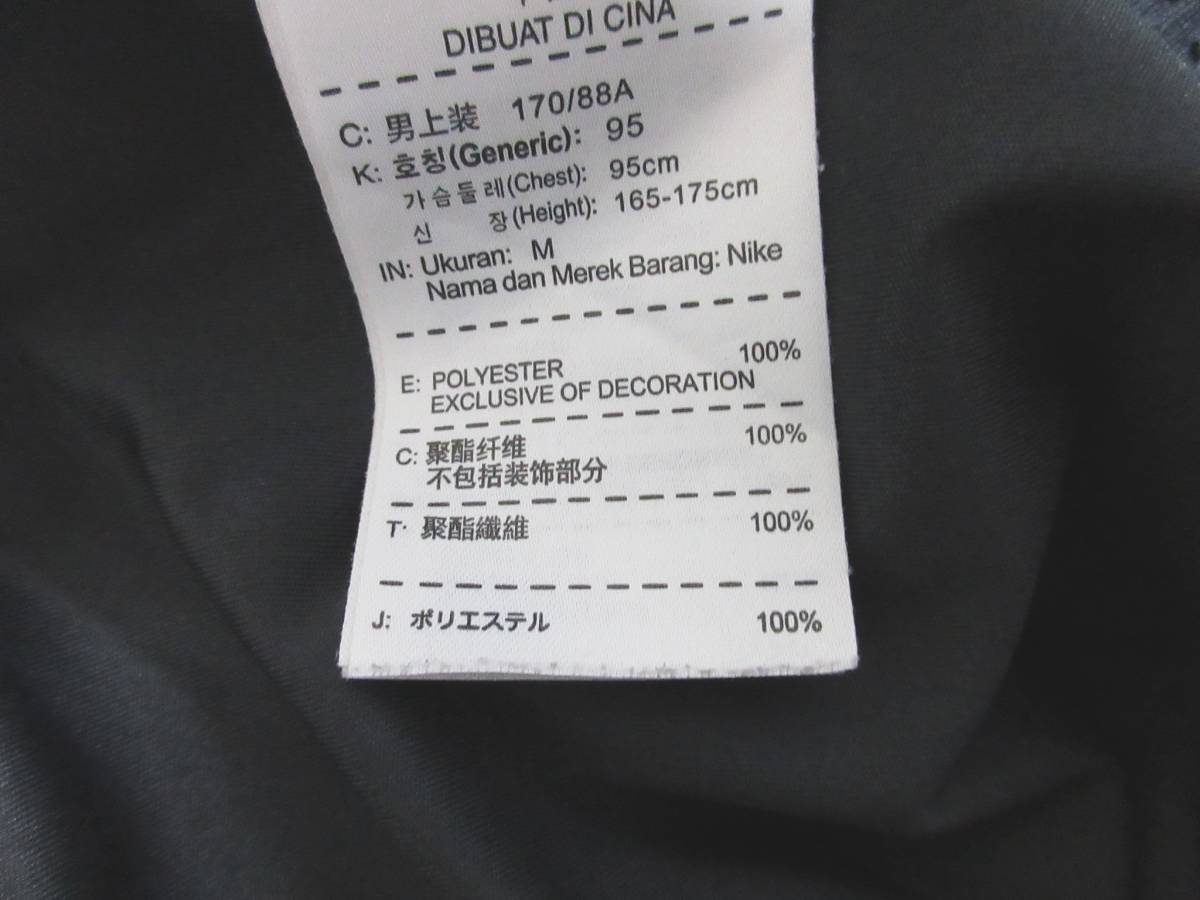 DIBUAT DI CINA
C: 男上装 170/88A
K: 호칭(Generic): 95
가슴둘레(Chest): 95cm
신 장(Height): 165-175cm
IN: Ukuran: M
Nama dan Merek Barang: Nike
E: POLYESTER 100%
EXCLUSIVE OF DECORATION
C: 聚酯纤维 100%
不包括装饰部分
T: 聚酯纖維 100%
J: ポリエステル 100%